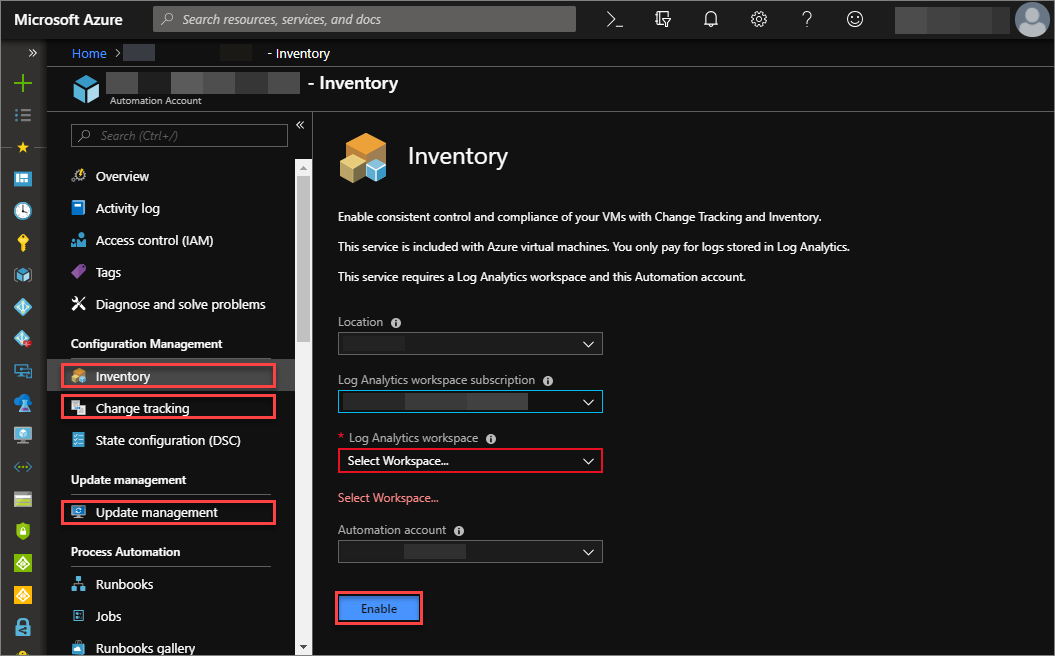 Microsoft Azure
Search resources, services, and docs
Home
- Inventory
- Inventory
Automation Account
Search (Ctrl+/)
Overview
Activity log
Access control (IAM)
Tags
Diagnose and solve problems
Configuration Management
Inventory
Change tracking
State configuration (DSC)
Update management
Update management
Process Automation
Runbooks
Jobs
Runbooks gallery
Inventory
Enable consistent control and compliance of your VMs with Change Tracking and Inventory.
This service is included with Azure virtual machines. You only pay for logs stored in Log Analytics.
This service requires a Log Analytics workspace and this Automation account.
Location
Log Analytics workspace subscription
* Log Analytics workspace
Select Workspace...
Select Workspace...
Automation account
Enable